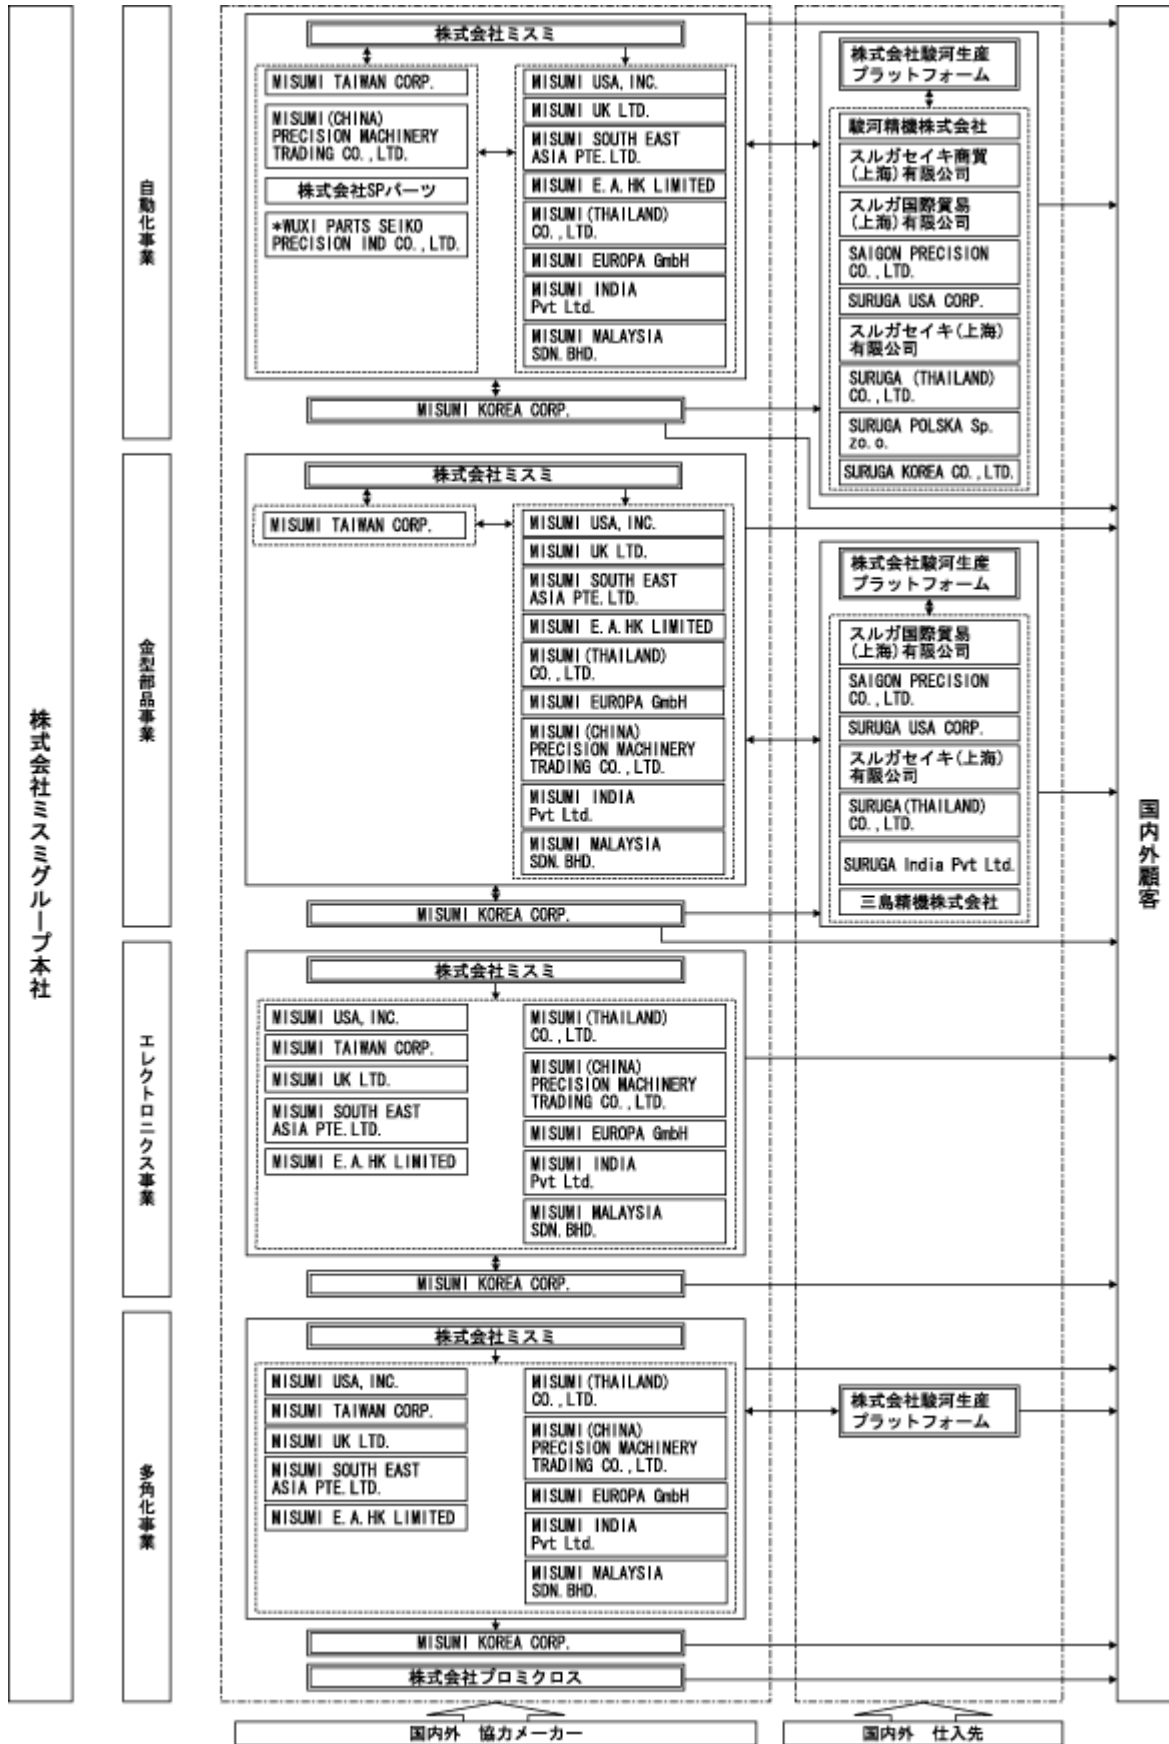 株式会社ミスミグループ本社
自動化事業
株式会社ミスミ
MISUMI TAIWAN CORP.
MISUMI(CHINA)
PRECISION MACHINERY
TRADING CO.,LTD.
株式会社SPパーツ
*WUXI PARTS SEIKO
PRECISION IND CO.,LTD.
MISUMI USA, INC.
MISUMI UK LTD.
MISUMI SOUTH EAST
ASIA PTE.LTD.
MISUMI E.A.HK LIMITED
MISUMI(THAILAND)
CO.,LTD.
MISUMI EUROPA GmbH
MISUMI INDIA
Pvt Ltd.
MISUMI MALAYSIA
SDN.BHD.
MISUMI KOREA CORP.
株式会社駿河生産
プラットフォーム
駿河精機株式会社
スルガセイキ商貿
(上海)有限公司
スルガ国際貿易
(上海)有限公司
SAIGON PRECISION
CO.,LTD.
SURUGA USA CORP.
スルガセイキ(上海)
有限公司
SURUGA (THAILAND)
CO.,LTD.
SURUGA POLSKA Sp.
zo.o.
SURUGA KOREA CO.,LTD.
金型部品事業
株式会社ミスミ
MISUMI TAIWAN CORP.
MISUMI USA, INC.
MISUMI UK LTD.
MISUMI SOUTH EAST
ASIA PTE.LTD.
MISUMI E.A.HK LIMITED
MISUMI(THAILAND)
CO.,LTD.
MISUMI EUROPA GmbH
MISUMI(CHINA)
PRECISION MACHINERY
TRADING CO.,LTD.
MISUMI INDIA
Pvt Ltd.
MISUMI MALAYSIA
SDN.BHD.
MISUMI KOREA CORP.
株式会社駿河生産
プラットフォーム
スルガ国際貿易
(上海)有限公司
SAIGON PRECISION
CO.,LTD.
SURUGA USA CORP.
スルガセイキ(上海)
有限公司
SURUGA(THAILAND)
CO.,LTD.
SURUGA India Pvt Ltd.
三島精機株式会社
エレクトロニクス事業
株式会社ミスミ
MISUMI USA, INC.
MISUMI TAIWAN CORP.
MISUMI UK LTD.
MISUMI SOUTH EAST
ASIA PTE.LTD.
MISUMI E.A.HK LIMITED
MISUMI(THAILAND)
CO.,LTD.
MISUMI(CHINA)
PRECISION MACHINERY
TRADING CO.,LTD.
MISUMI EUROPA GmbH
MISUMI INDIA
Pvt Ltd.
MISUMI MALAYSIA
SDN.BHD.
MISUMI KOREA CORP.
多角化事業
株式会社ミスミ
MISUMI USA, INC.
MISUMI TAIWAN CORP.
MISUMI UK LTD.
MISUMI SOUTH EAST
ASIA PTE.LTD.
MISUMI E.A.HK LIMITED
MISUMI(THAILAND)
CO.,LTD.
MISUMI(CHINA)
PRECISION MACHINERY
TRADING CO.,LTD.
MISUMI EUROPA GmbH
MISUMI INDIA
Pvt Ltd.
MISUMI MALAYSIA
SDN.BHD.
株式会社駿河生産
プラットフォーム
MISUMI KOREA CORP.
株式会社プロミクロス
国内外顧客
国内外 協力メーカー
国内外 仕入先